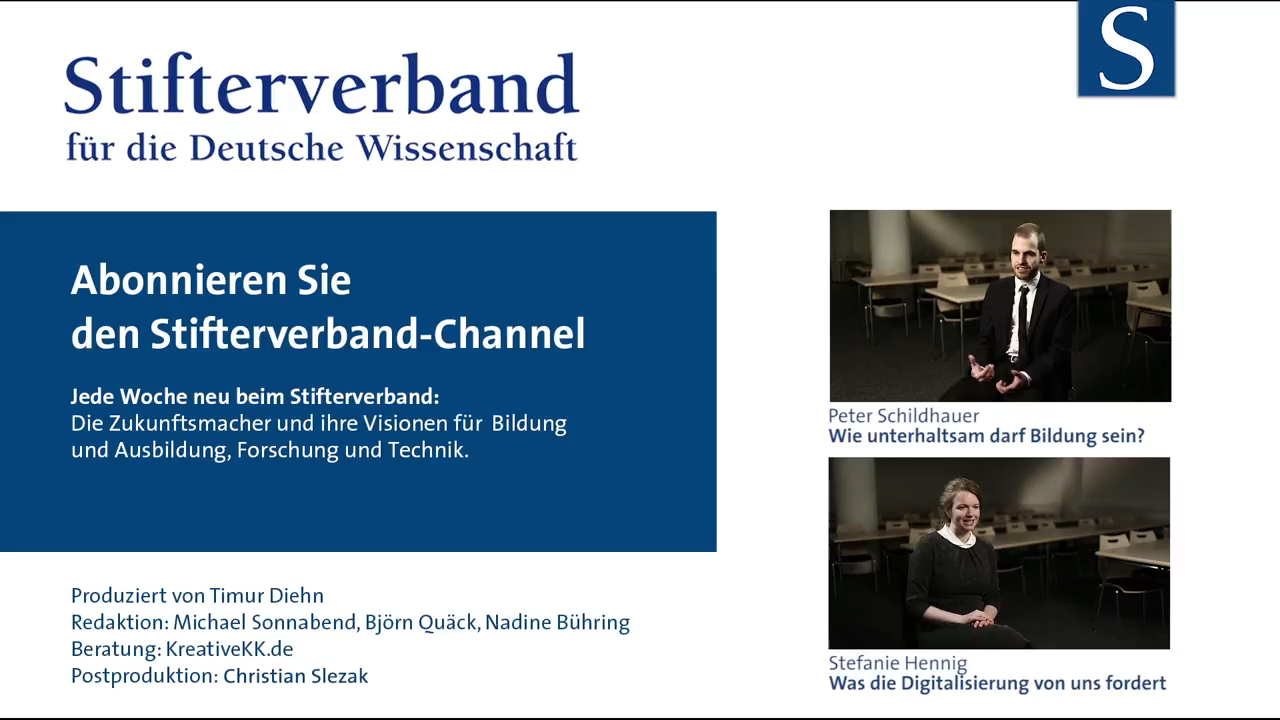 Stifterverband
für die Deutsche Wissenschaft
S
Abonnieren Sie
den Stifterverband-Channel
Jede Woche neu beim Stifterverband:
Die Zukunftsmacher und ihre Visionen für Bildung
und Ausbildung, Forschung und Technik.
Produziert von Timur Diehn
Redaktion: Michael Sonnabend, Björn Quäck, Nadine Bühring
Beratung: KreativeKK.de
Postproduktion: Christian Slezak
Peter Schildhauer
Wie unterhaltsam darf Bildung sein?
Stefanie Hennig
Was die Digitalisierung von uns fordert